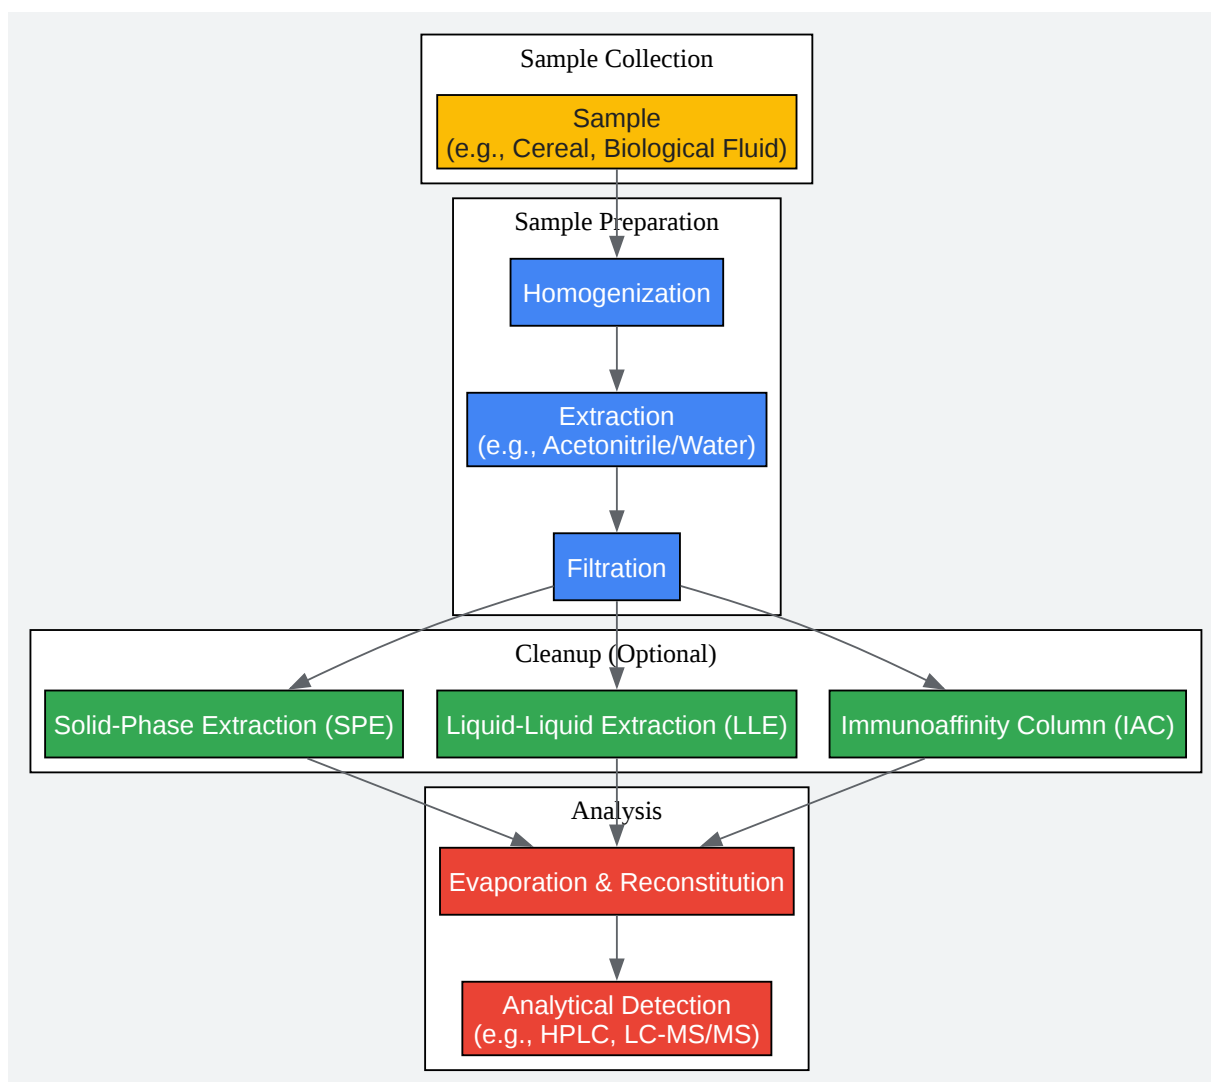 Sample Collection
Sample
(e.g., Cereal, Biological Fluid)
Sample Preparation
Homogenization
Extraction
(e.g., Acetonitrile/Water)
Filtration
Cleanup (Optional)
Solid-Phase Extraction (SPE)
Liquid-Liquid Extraction (LLE)
Immunoaffinity Column (IAC)
Analysis
Evaporation & Reconstitution
Analytical Detection
(e.g., HPLC, LC-MS/MS)